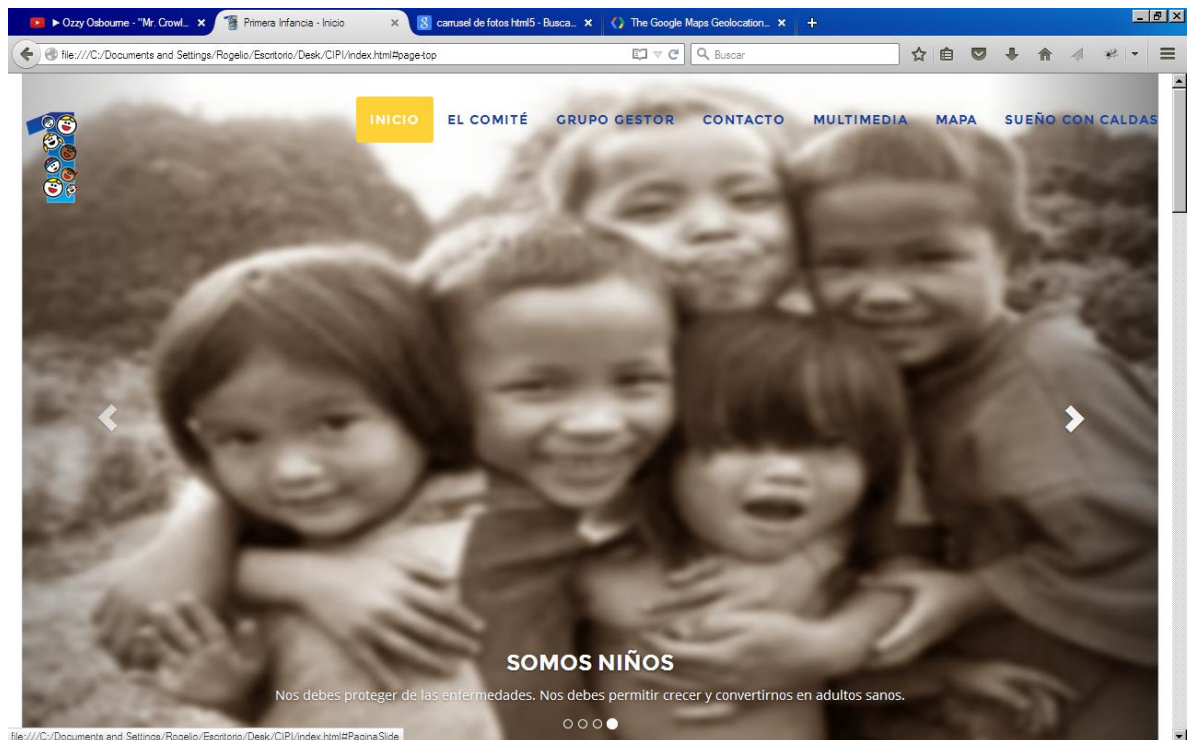 ▶ Ozzy Osbourne - "Mr. Crowl...
Primera Infancia - Inicio
carrusel de fotos html5 - Busca...
The Google Maps Geolocation...
file:///C:/Documents and Settings/Rogelio/Escritorio/Desk/CIPI/index.html#page-top
Buscar
INICIO
EL COMITÉ
GRUPO GESTOR
CONTACTO
MULTIMEDIA
MAPA
SUEÑO CON CALDAS
SOMOS NIÑOS
Nos debes proteger de las enfermedades. Nos debes permitir crecer y convertirnos en adultos sanos.
file:///C:/Documents and Settings/Rogelio/Escritorio/Desk/CIPI/index.html#PaginaSlide